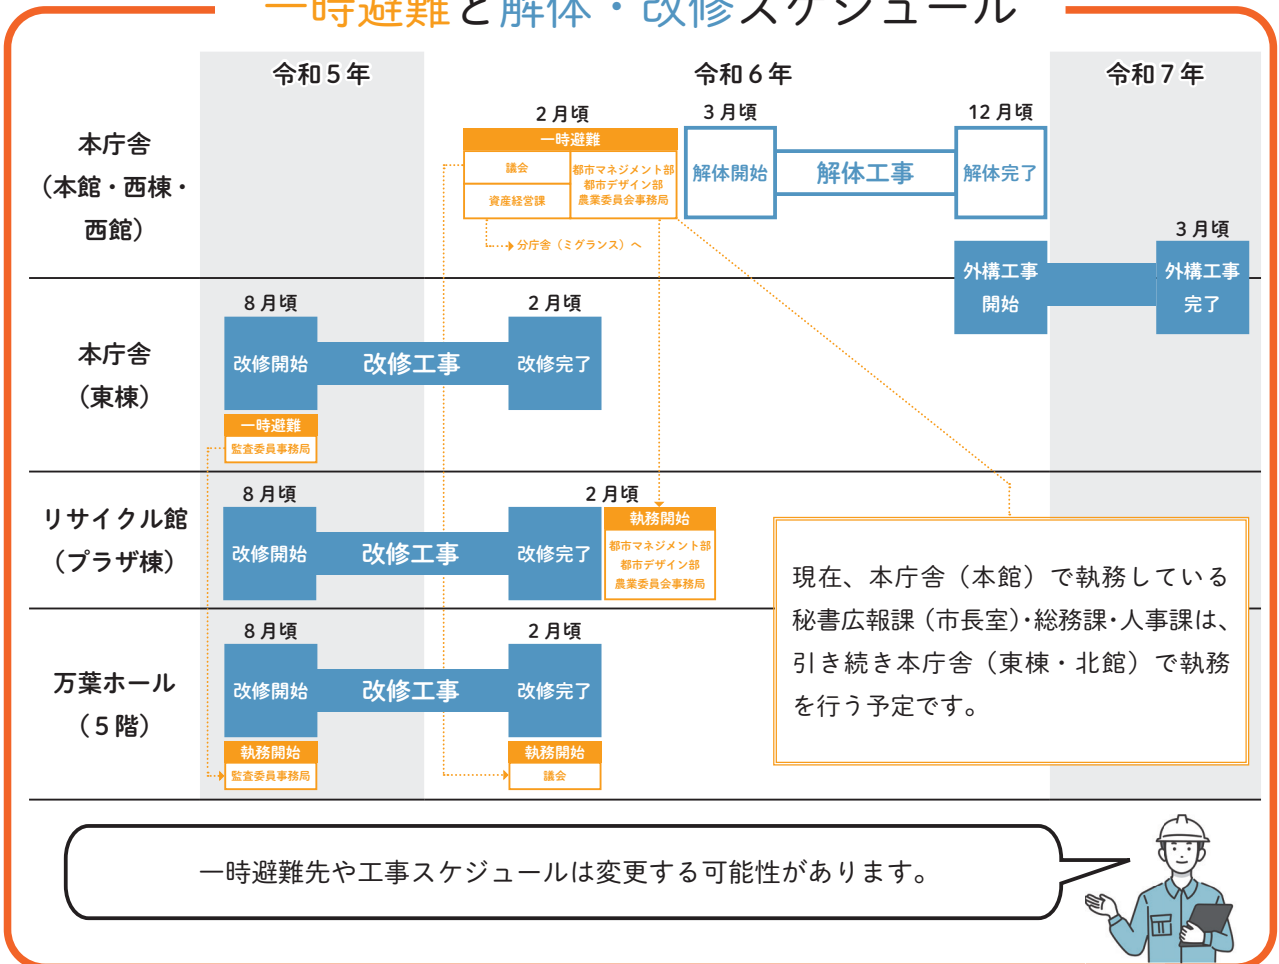 一時避難と解体・改修スケジュール
令和5年
令和6年
令和7年
本庁舎
（本館・西棟・
西館）
2月頃
一時避難
議会
資産経営課
都市マネジメント部
都市デザイン部
農業委員会事務局
分庁舎（ミグランス）へ
3月頃
解体開始
解体工事
12月頃
解体完了
外構工事
開始
3月頃
外構工事
完了
本庁舎
（東棟）
8月頃
改修開始
改修工事
2月頃
改修完了
一時避難
監査委員事務局
リサイクル館
（プラザ棟）
8月頃
改修開始
改修工事
2月頃
改修完了
執務開始
都市マネジメント部
都市デザイン部
農業委員会事務局
万葉ホール
（5階）
8月頃
改修開始
改修工事
2月頃
改修完了
執務開始
監査委員事務局
執務開始
議会
現在、本庁舎（本館）で執務している
秘書広報課（市長室）・総務課・人事課は、
引き続き本庁舎（東棟・北館）で執務
を行う予定です。
一時避難先や工事スケジュールは変更する可能性があります。